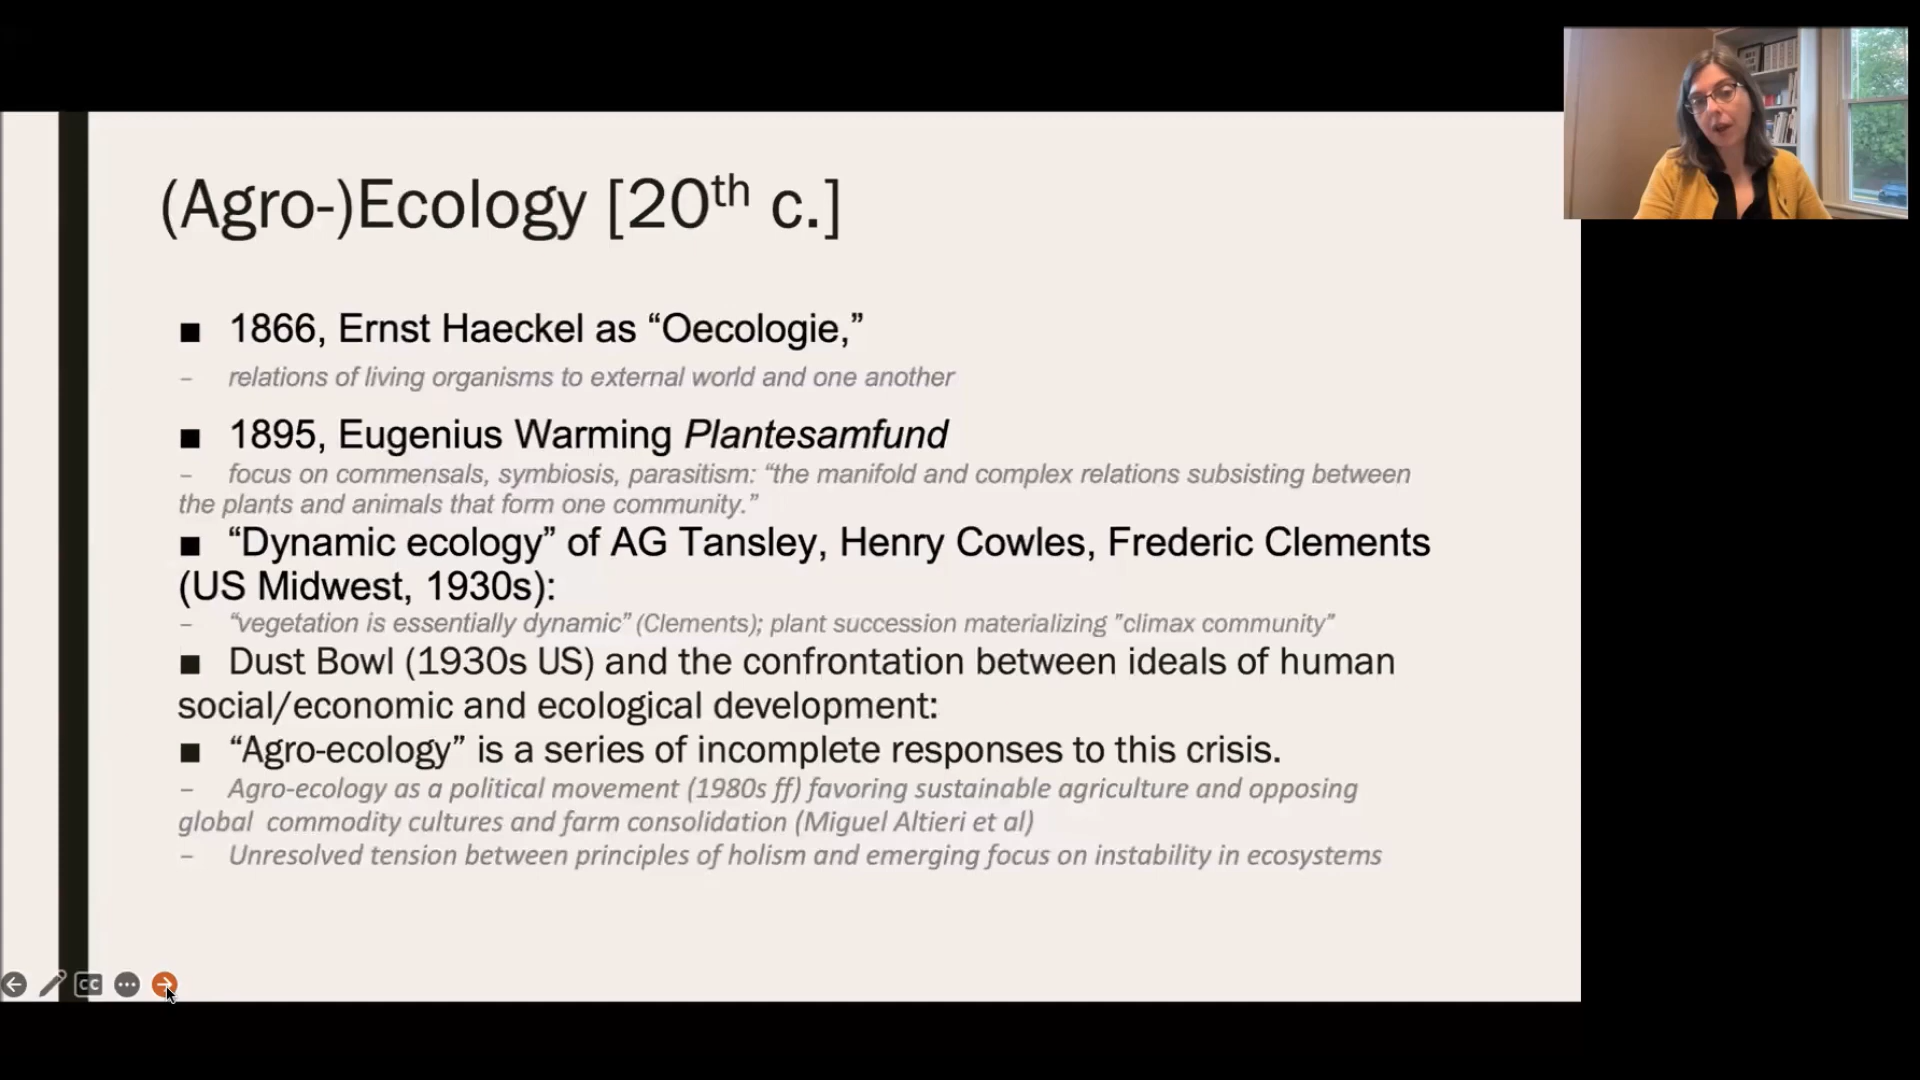 (Agro-)Ecology [20th c.]
■ 1866, Ernst Haeckel as “Oecologie,”
– relations of living organisms to external world and one another
■ 1895, Eugenius Warming Plantesamfund
– focus on commensals, symbiosis, parasitism: “the manifold and complex relations subsisting between
the plants and animals that form one community.”
■ “Dynamic ecology” of AG Tansley, Henry Cowles, Frederic Clements
(US Midwest, 1930s):
– “vegetation is essentially dynamic” (Clements); plant succession materializing "climax community”
■ Dust Bowl (1930s US) and the confrontation between ideals of human
social/economic and ecological development:
■ “Agro-ecology” is a series of incomplete responses to this crisis.
– Agro-ecology as a political movement (1980s ff) favoring sustainable agriculture and opposing
global commodity cultures and farm consolidation (Miguel Altieri et al)
– Unresolved tension between principles of holism and emerging focus on instability in ecosystems
CC